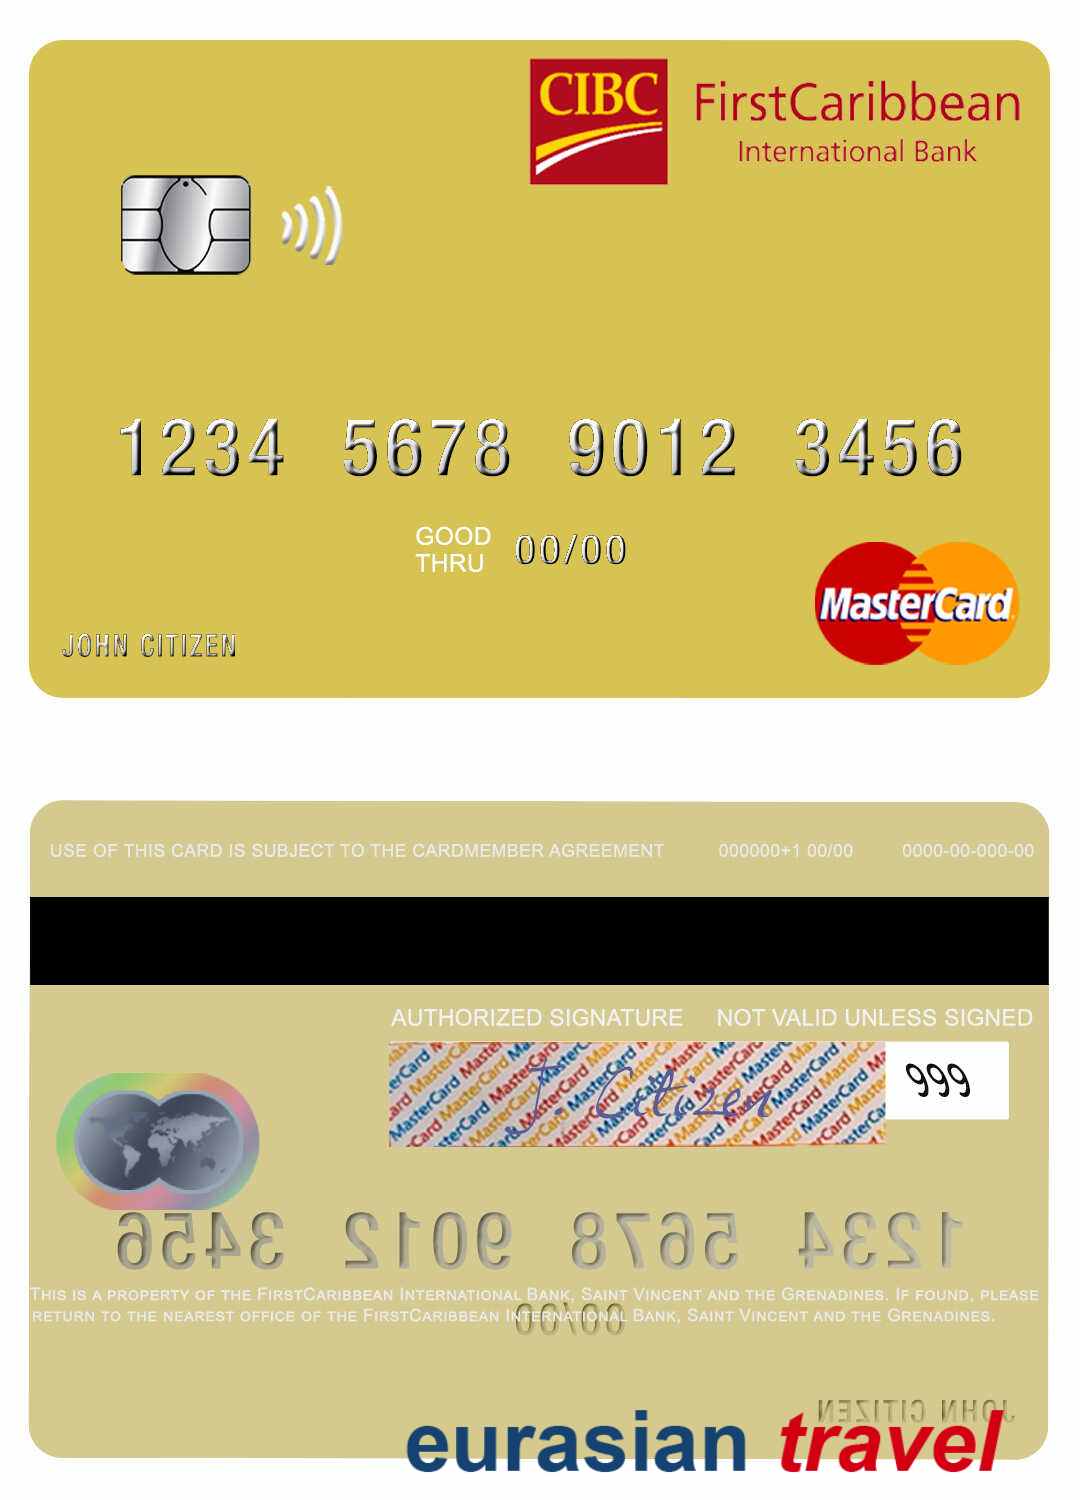 CIBC FirstCaribbean
International Bank
1234 5678 9012 3456
GOOD
THRU 00/00
JOHN CITIZEN
MasterCard
USE OF THIS CARD IS SUBJECT TO THE CARDMEMBER AGREEMENT 000000+1 00/00 0000-00-000-00
AUTHORIZED SIGNATURE NOT VALID UNLESS SIGNED
J. Citizen 999
1234 5678 9012 3456
THIS IS A PROPERTY OF THE FIRSTCARIBBEAN INTERNATIONAL BANK, SAINT VINCENT AND THE GRENADINES. IF FOUND, PLEASE
RETURN TO THE NEAREST OFFICE OF THE FIRSTCARIBBEAN INTERNATIONAL BANK, SAINT VINCENT AND THE GRENADINES.
00/00
JOHN CITIZEN
eurasian travel